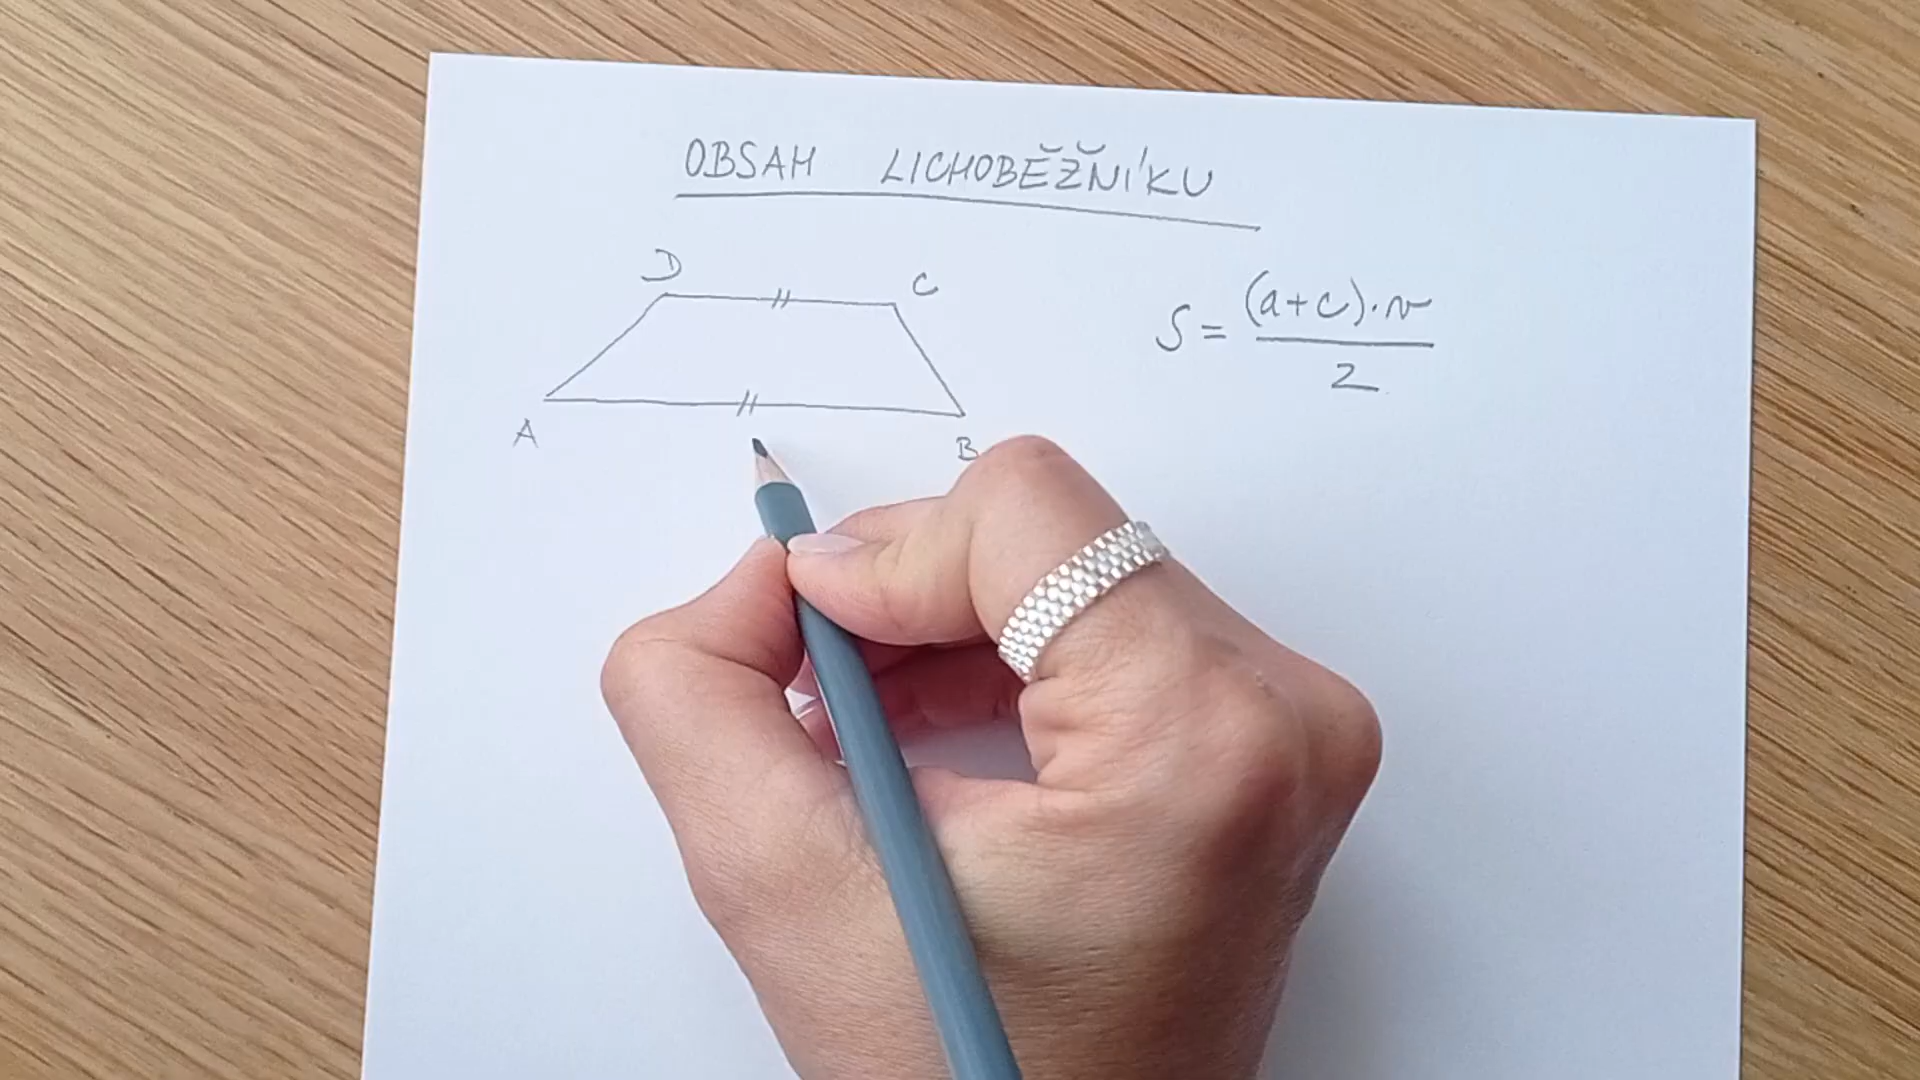 OBSAH LICHOBĚŽNÍKU
D C
S = (a+c)·v
2
A B